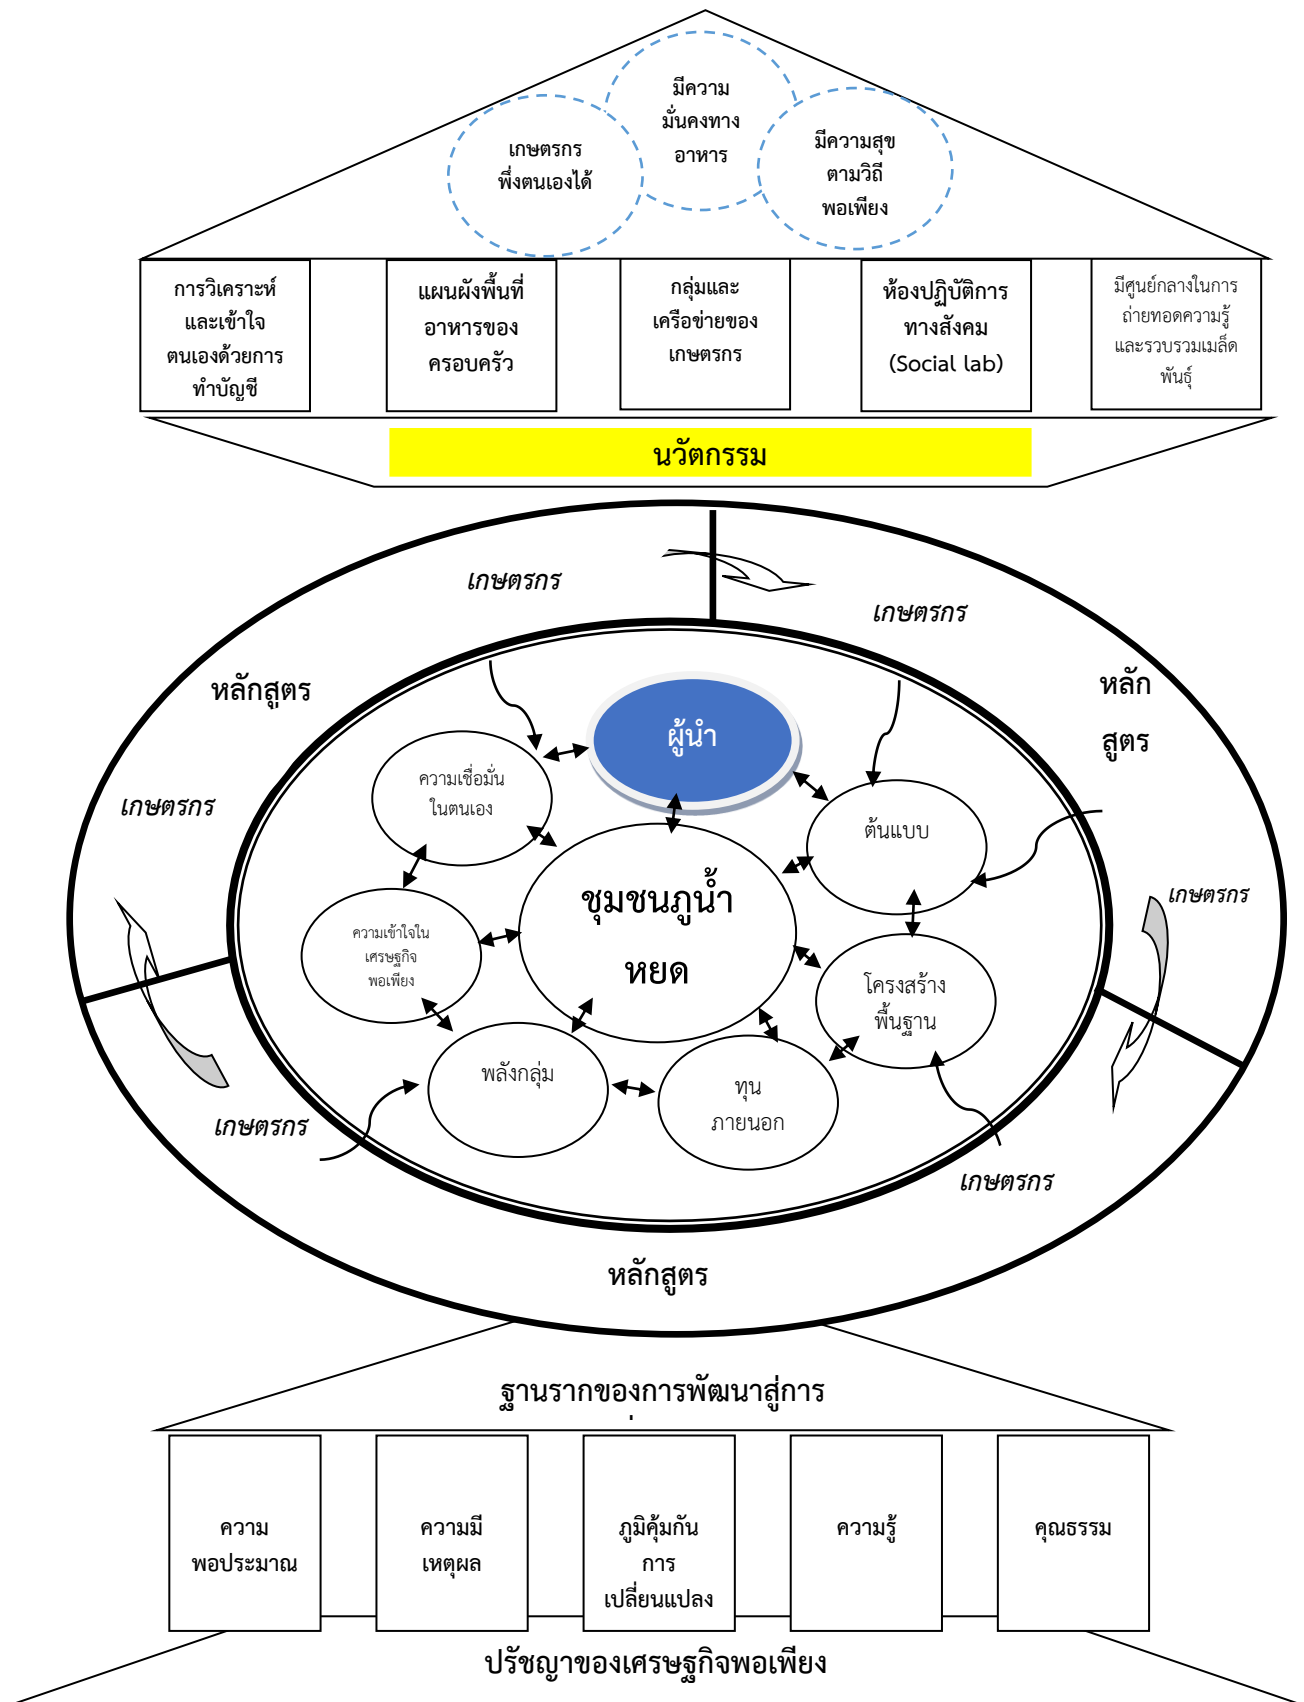 มีความ
มั่นคงทาง
อาหาร
เกษตรกร
พึ่งตนเองได้
มีความสุข
ตามวิถี
พอเพียง
การวิเคราะห์
และเข้าใจ
ตนเองด้วยการ
ทำบัญชี
แผนผังพื้นที่
อาหารของ
ครอบครัว
กลุ่มและ
เครือข่ายของ
เกษตรกร
ห้องปฏิบัติการ
ทางสังคม
(Social lab)
มีศูนย์กลางในการ
ถ่ายทอดความรู้
และรวบรวมเมล็ด
พันธุ์
นวัตกรรม
เกษตรกร
เกษตรกร
หลักสูตร
หลัก
สูตร
ผู้นำ
ความเชื่อมั่น
ในตนเอง
เกษตรกร
ต้นแบบ
ชุมชนภูน้ำ
หยด
เกษตรกร
ความเข้าใจใน
เศรษฐกิจ
พอเพียง
โครงสร้าง
พื้นฐาน
พลังกลุ่ม
ทุน
ภายนอก
เกษตรกร
เกษตรกร
หลักสูตร
ฐานรากของการพัฒนาสู่การ
ความ
พอประมาณ
ความมี
เหตุผล
ภูมิคุ้มกัน
การ
เปลี่ยนแปลง
ความรู้
คุณธรรม
ปรัชญาของเศรษฐกิจพอเพียง